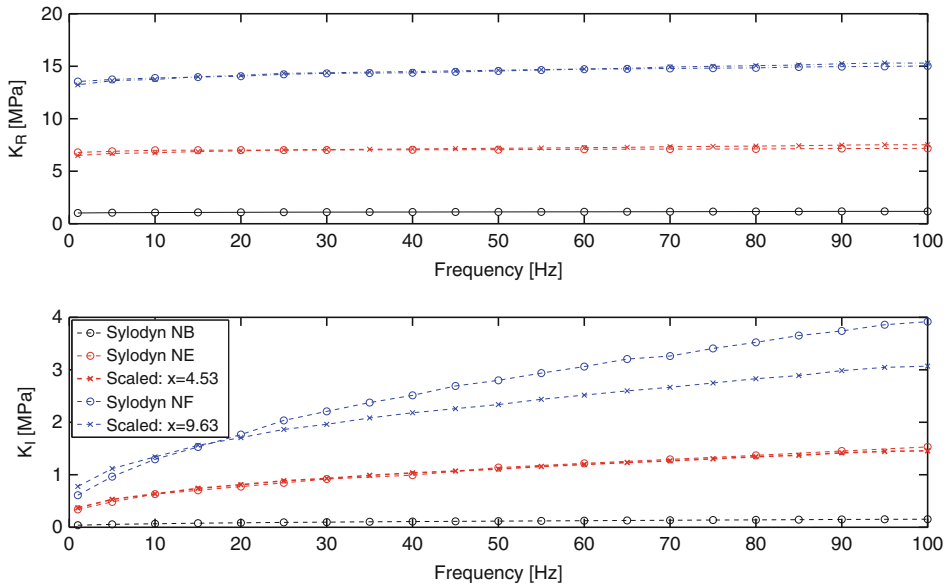 20
15
10
5
0
K_R [MPa]
0 10 20 30 40 50 60 70 80 90 100
Frequency [Hz]
4
3
2
1
0
K_I [MPa]
Sylodyn NB
Sylodyn NE
Scaled: x=4.53
Sylodyn NF
Scaled: x=9.63
0 10 20 30 40 50 60 70 80 90 100
Frequency [Hz]